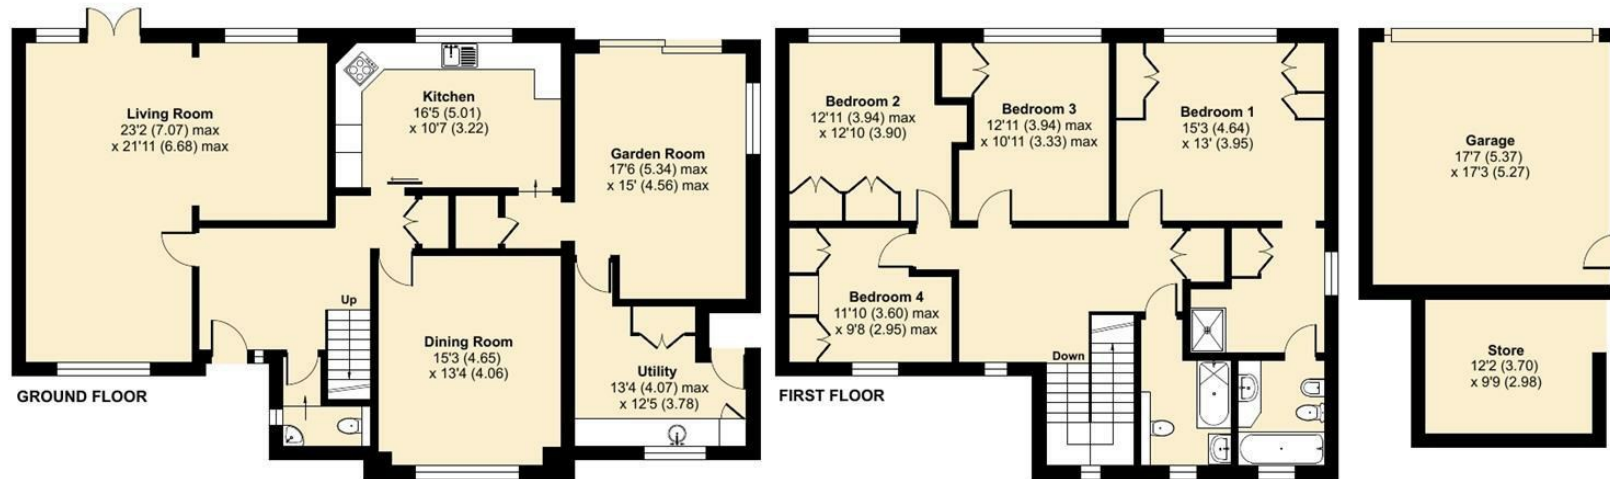 Living Room
23'2 (7.07) max
x 21'11 (6.68) max
Kitchen
16'5 (5.01)
x 10'7 (3.22)
Garden Room
17'6 (5.34) max
x 15' (4.56) max
Up
Dining Room
15'3 (4.65)
x 13'4 (4.06)
Utility
13'4 (4.07) max
x 12'5 (3.78)
GROUND FLOOR
Bedroom 2
12'11 (3.94) max
x 12'10 (3.90)
Bedroom 3
12'11 (3.94) max
x 10'11 (3.33) max
Bedroom 1
15'3 (4.64)
x 13' (3.95)
Bedroom 4
11'10 (3.60) max
x 9'8 (2.95) max
Down
FIRST FLOOR
Garage
17'7 (5.37)
x 17'3 (5.27)
Store
12'2 (3.70)
x 9'9 (2.98)